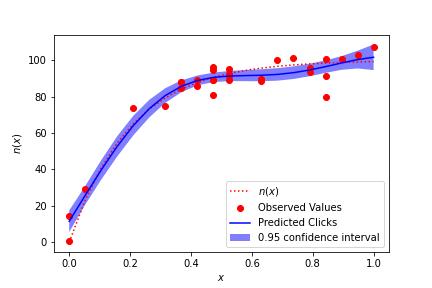 100
80
60
40
20
0
n(x)
n(x)
Observed Values
Predicted Clicks
0.95 confidence interval
0.0 0.2 0.4 0.6 0.8 1.0
x